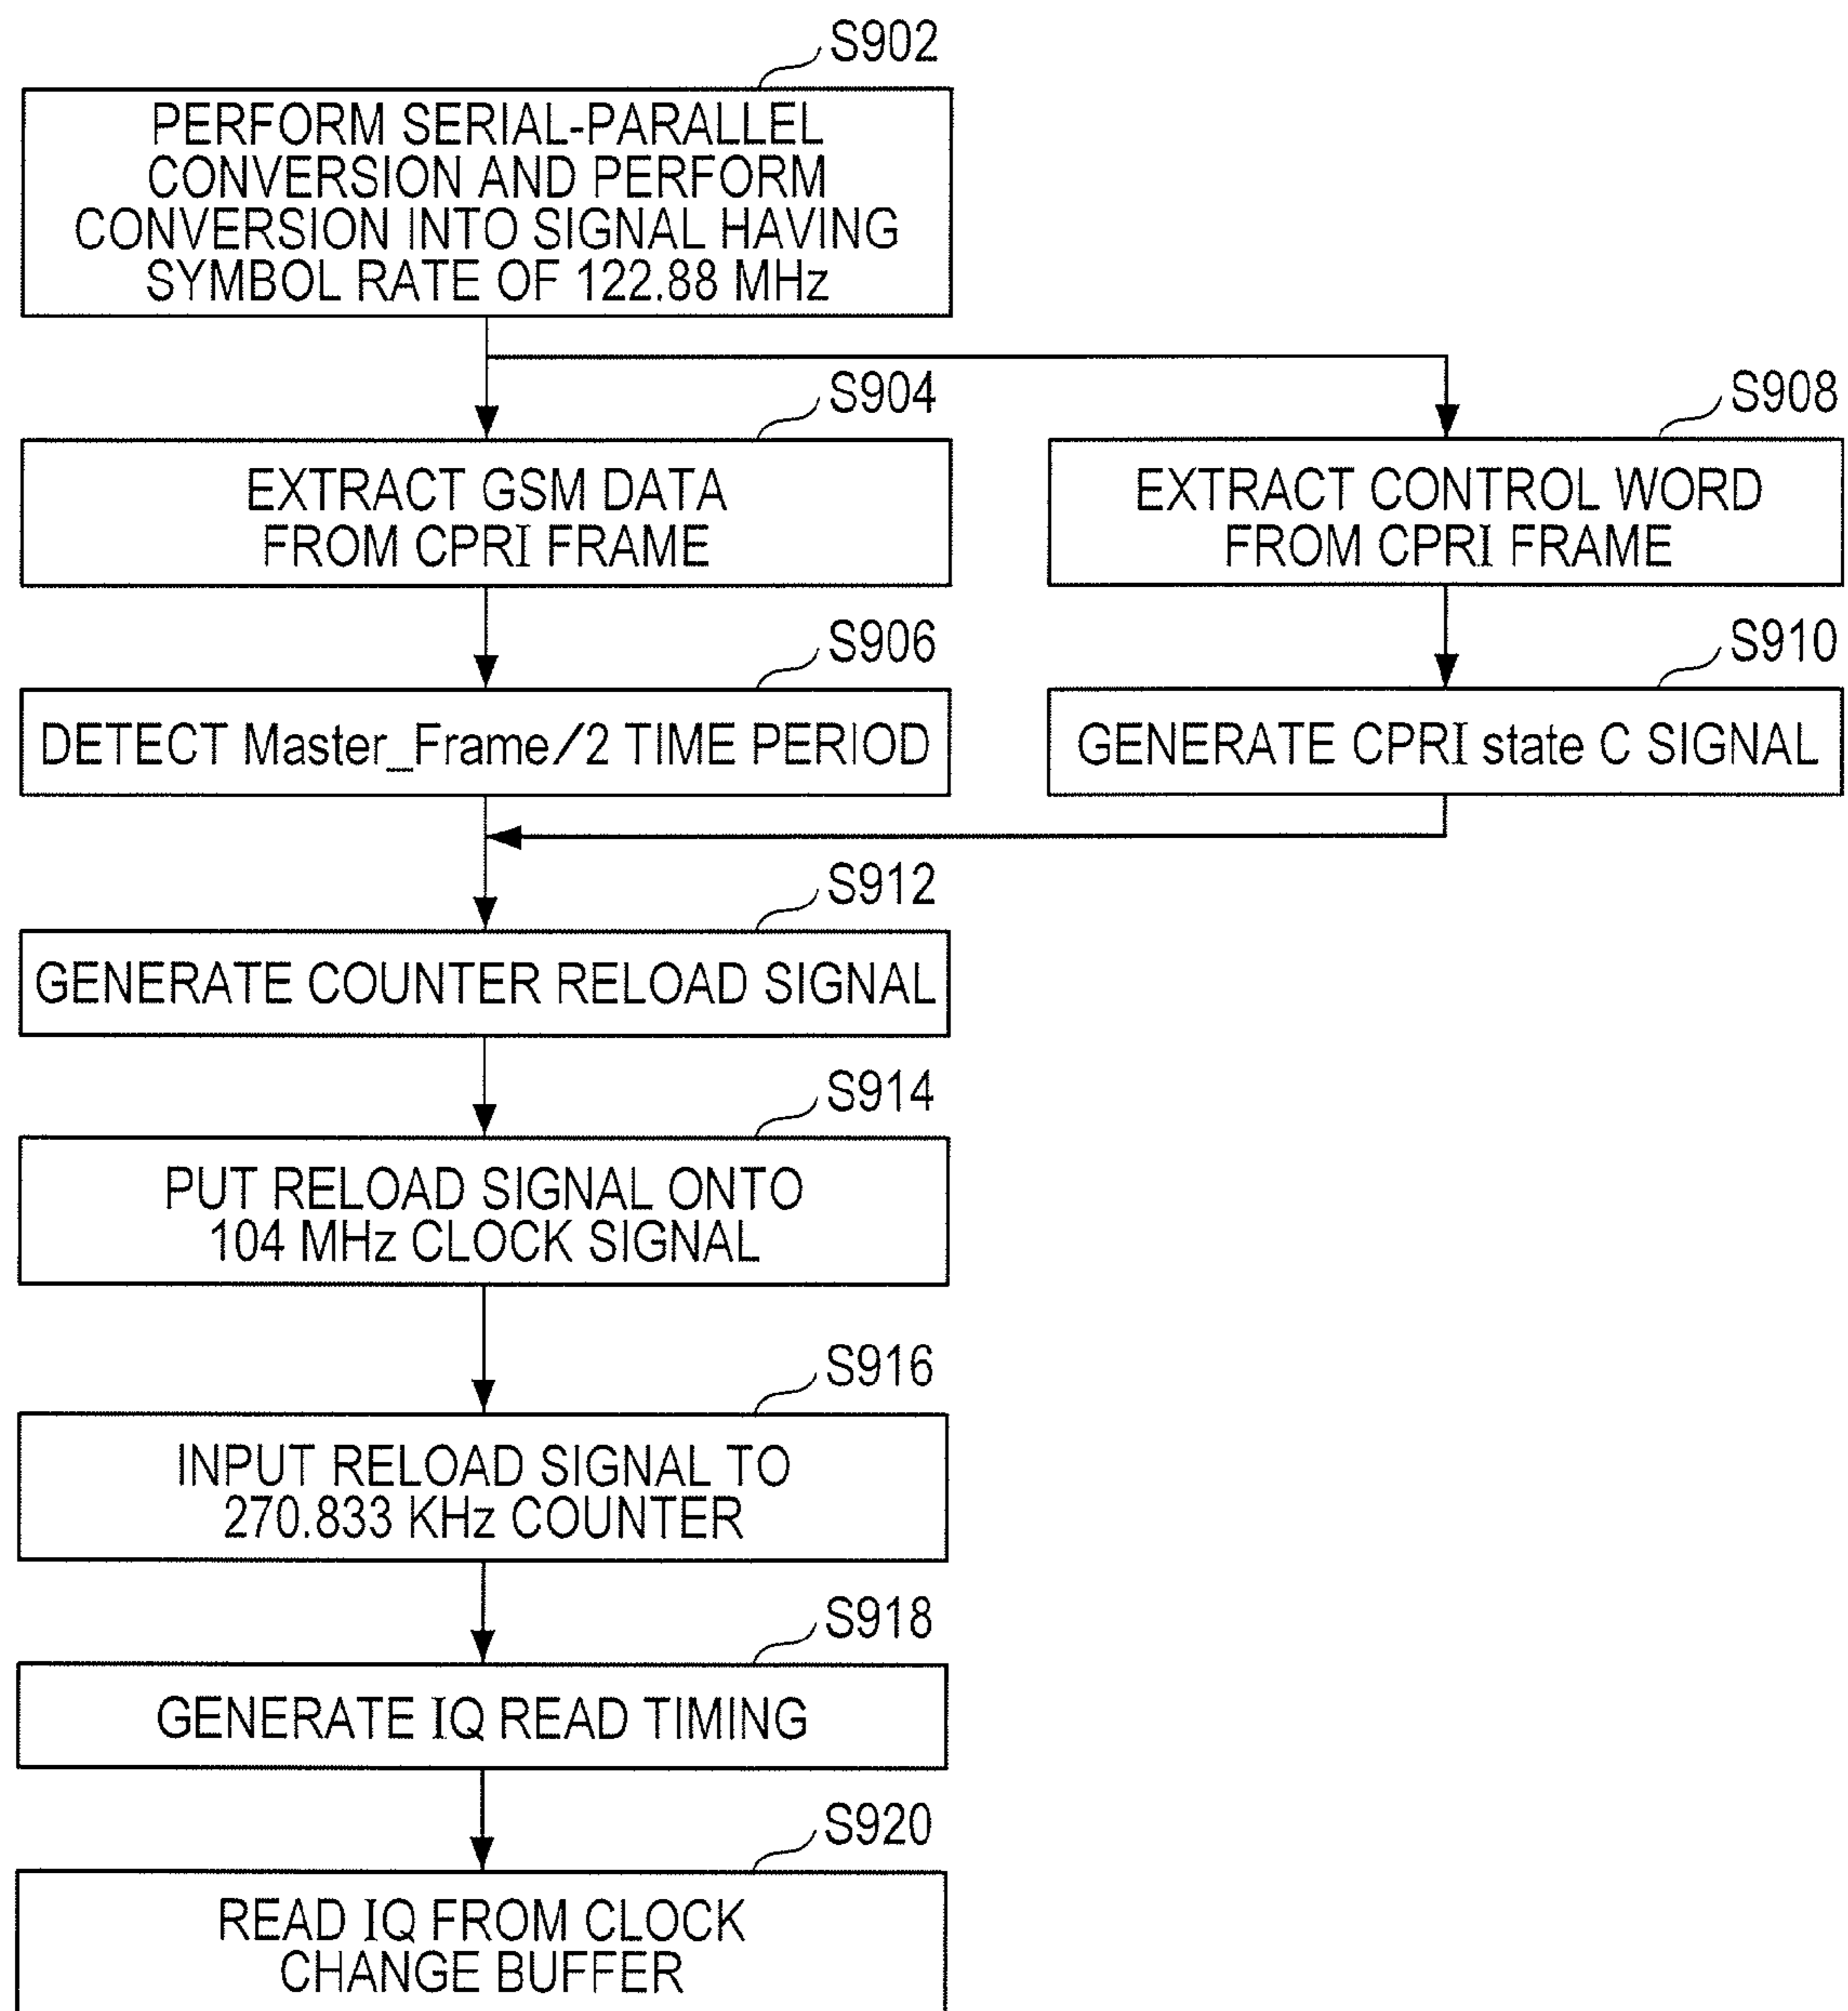 S902
PERFORM SERIAL-PARALLEL
CONVERSION AND PERFORM
CONVERSION INTO SIGNAL HAVING
SYMBOL RATE OF 122.88 MHz
S904
EXTRACT GSM DATA
FROM CPRI FRAME
S908
EXTRACT CONTROL WORD
FROM CPRI FRAME
S906
DETECT Master_Frame/2 TIME PERIOD
S910
GENERATE CPRI state C SIGNAL
S912
GENERATE COUNTER RELOAD SIGNAL
S914
PUT RELOAD SIGNAL ONTO
104 MHz CLOCK SIGNAL
S916
INPUT RELOAD SIGNAL TO
270.833 KHz COUNTER
S918
GENERATE IQ READ TIMING
S920
READ IQ FROM CLOCK
CHANGE BUFFER